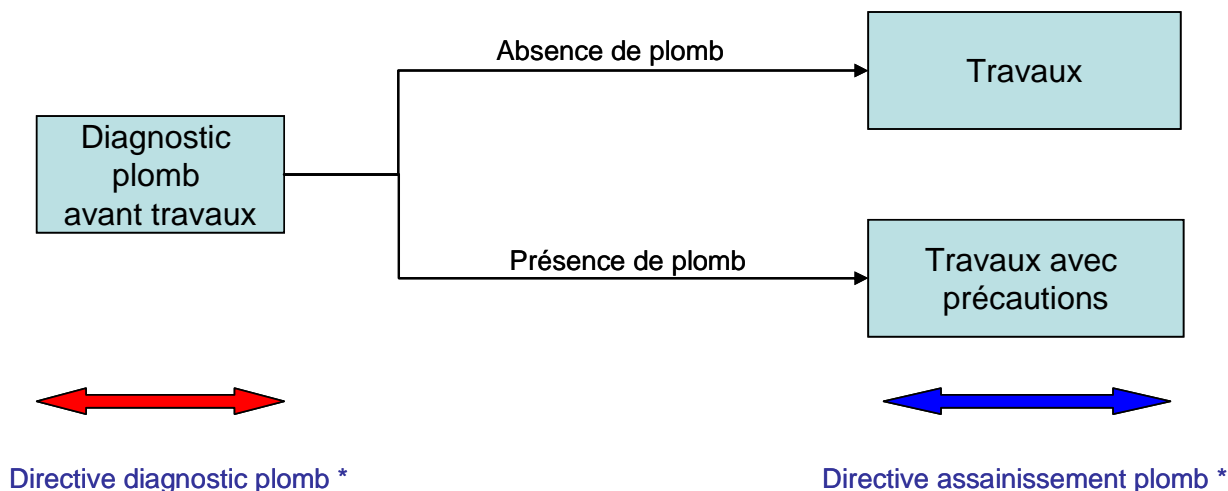 Absence de plomb
Travaux
Diagnostic
plomb
avant travaux
Présence de plomb
Travaux avec
précautions
Directive diagnostic plomb *
Directive assainissement plomb *